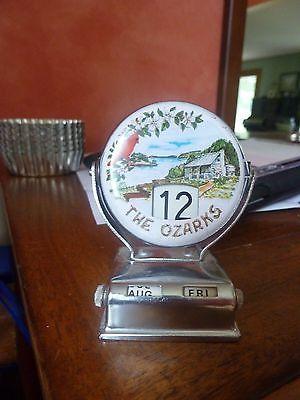 12
THE OZARKS
AUG FRI